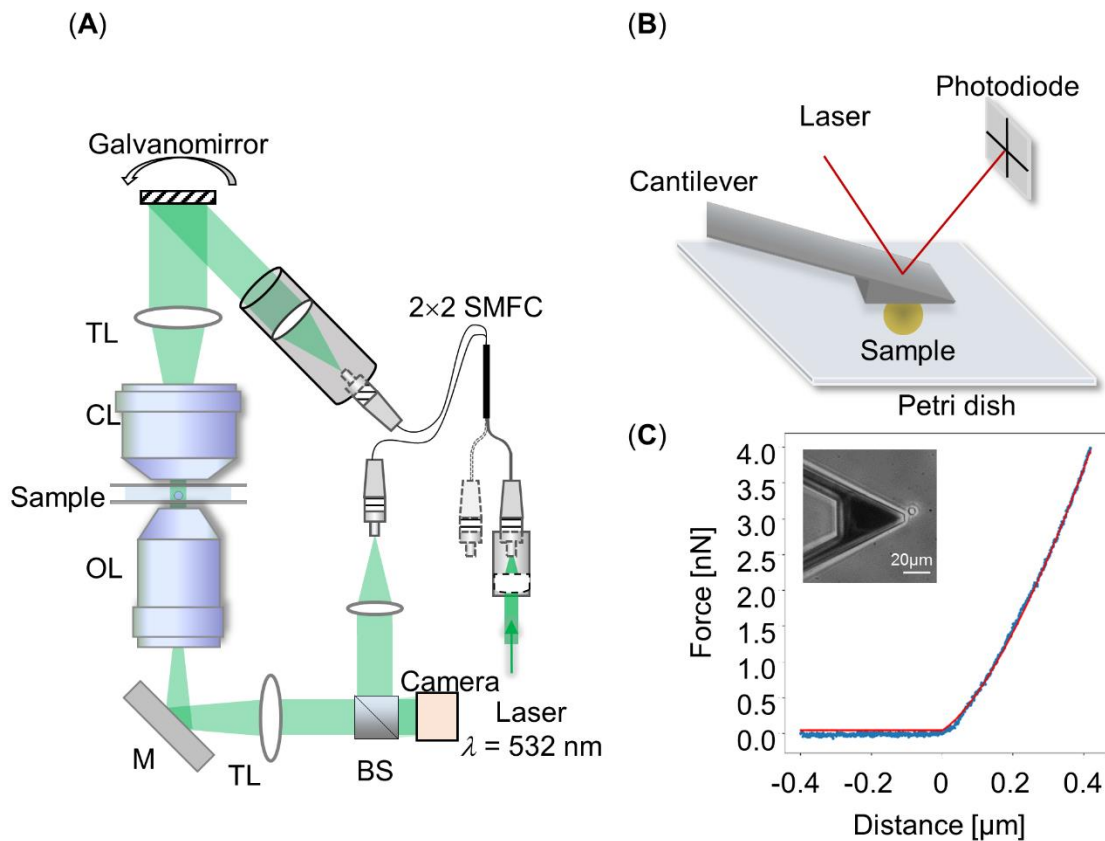 (A)
Galvanomirror
2×2 SMFC
TL
CL
Sample
OL
Camera
Laser
λ = 532 nm
M
TL
BS
(B)
Photodiode
Laser
Cantilever
Sample
Petri dish
(C)
4.0
3.5
3.0
2.5
2.0
1.5
1.0
0.5
0.0
Force [nN]
20μm
-0.4
-0.2
0
0.2
0.4
Distance [μm]